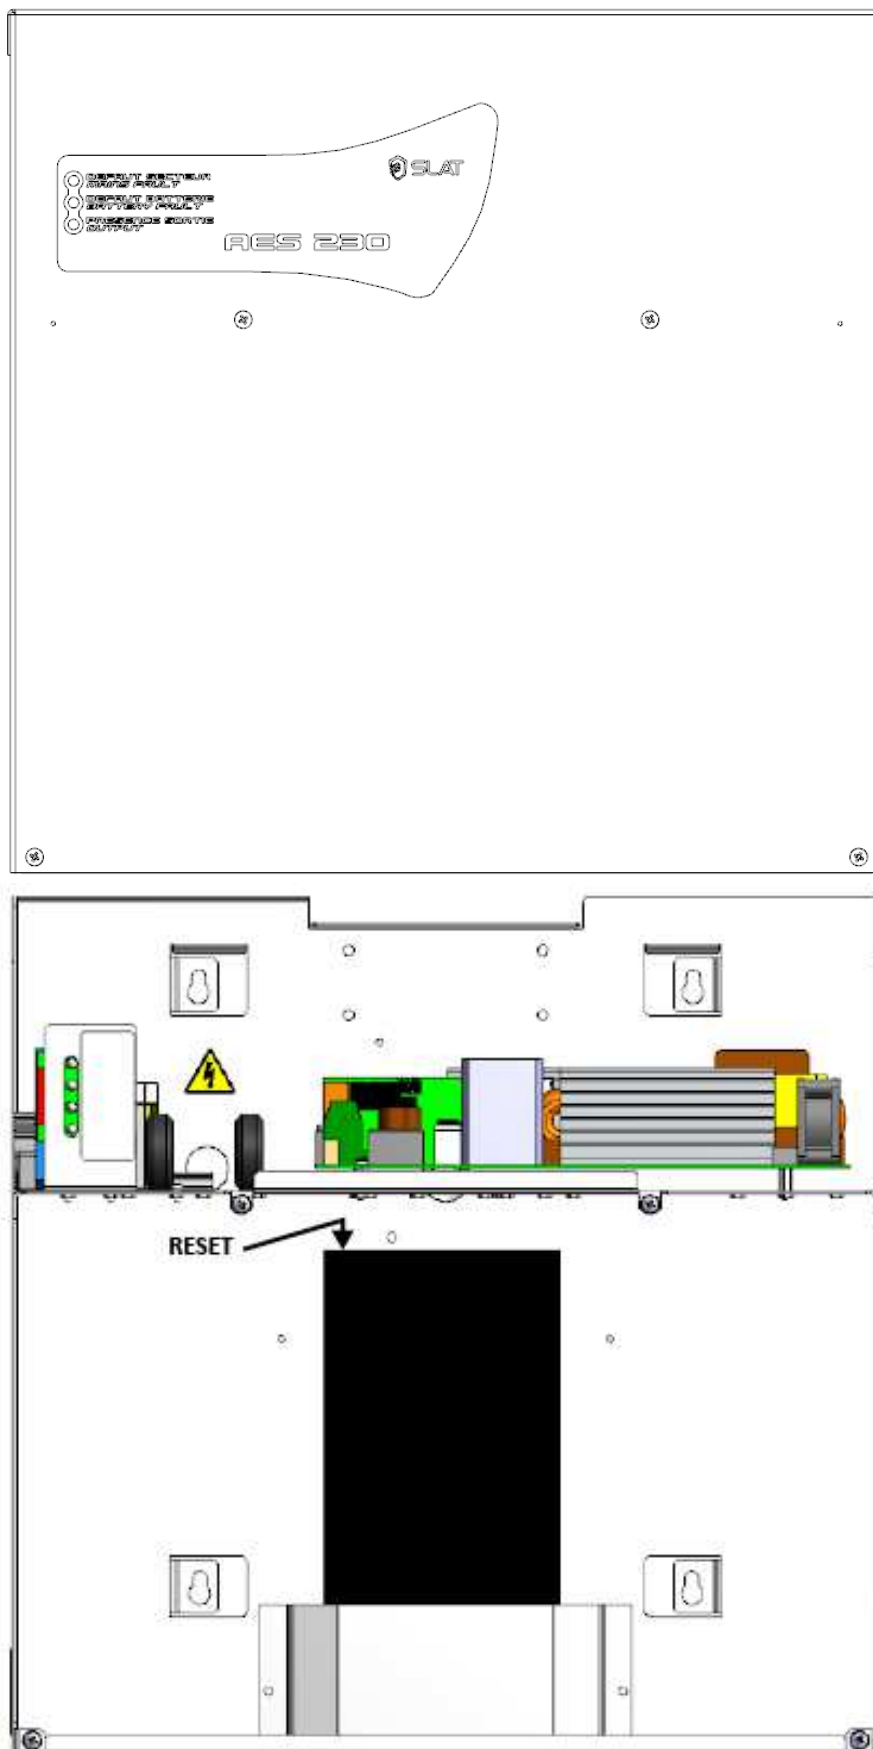 SLAT
DEFAUT SECTEUR
MAINS FAULT
DEFAUT BATTERIE
BATTERY FAULT
PRESENCE SORTIE
OUTPUT
AES 230
RESET